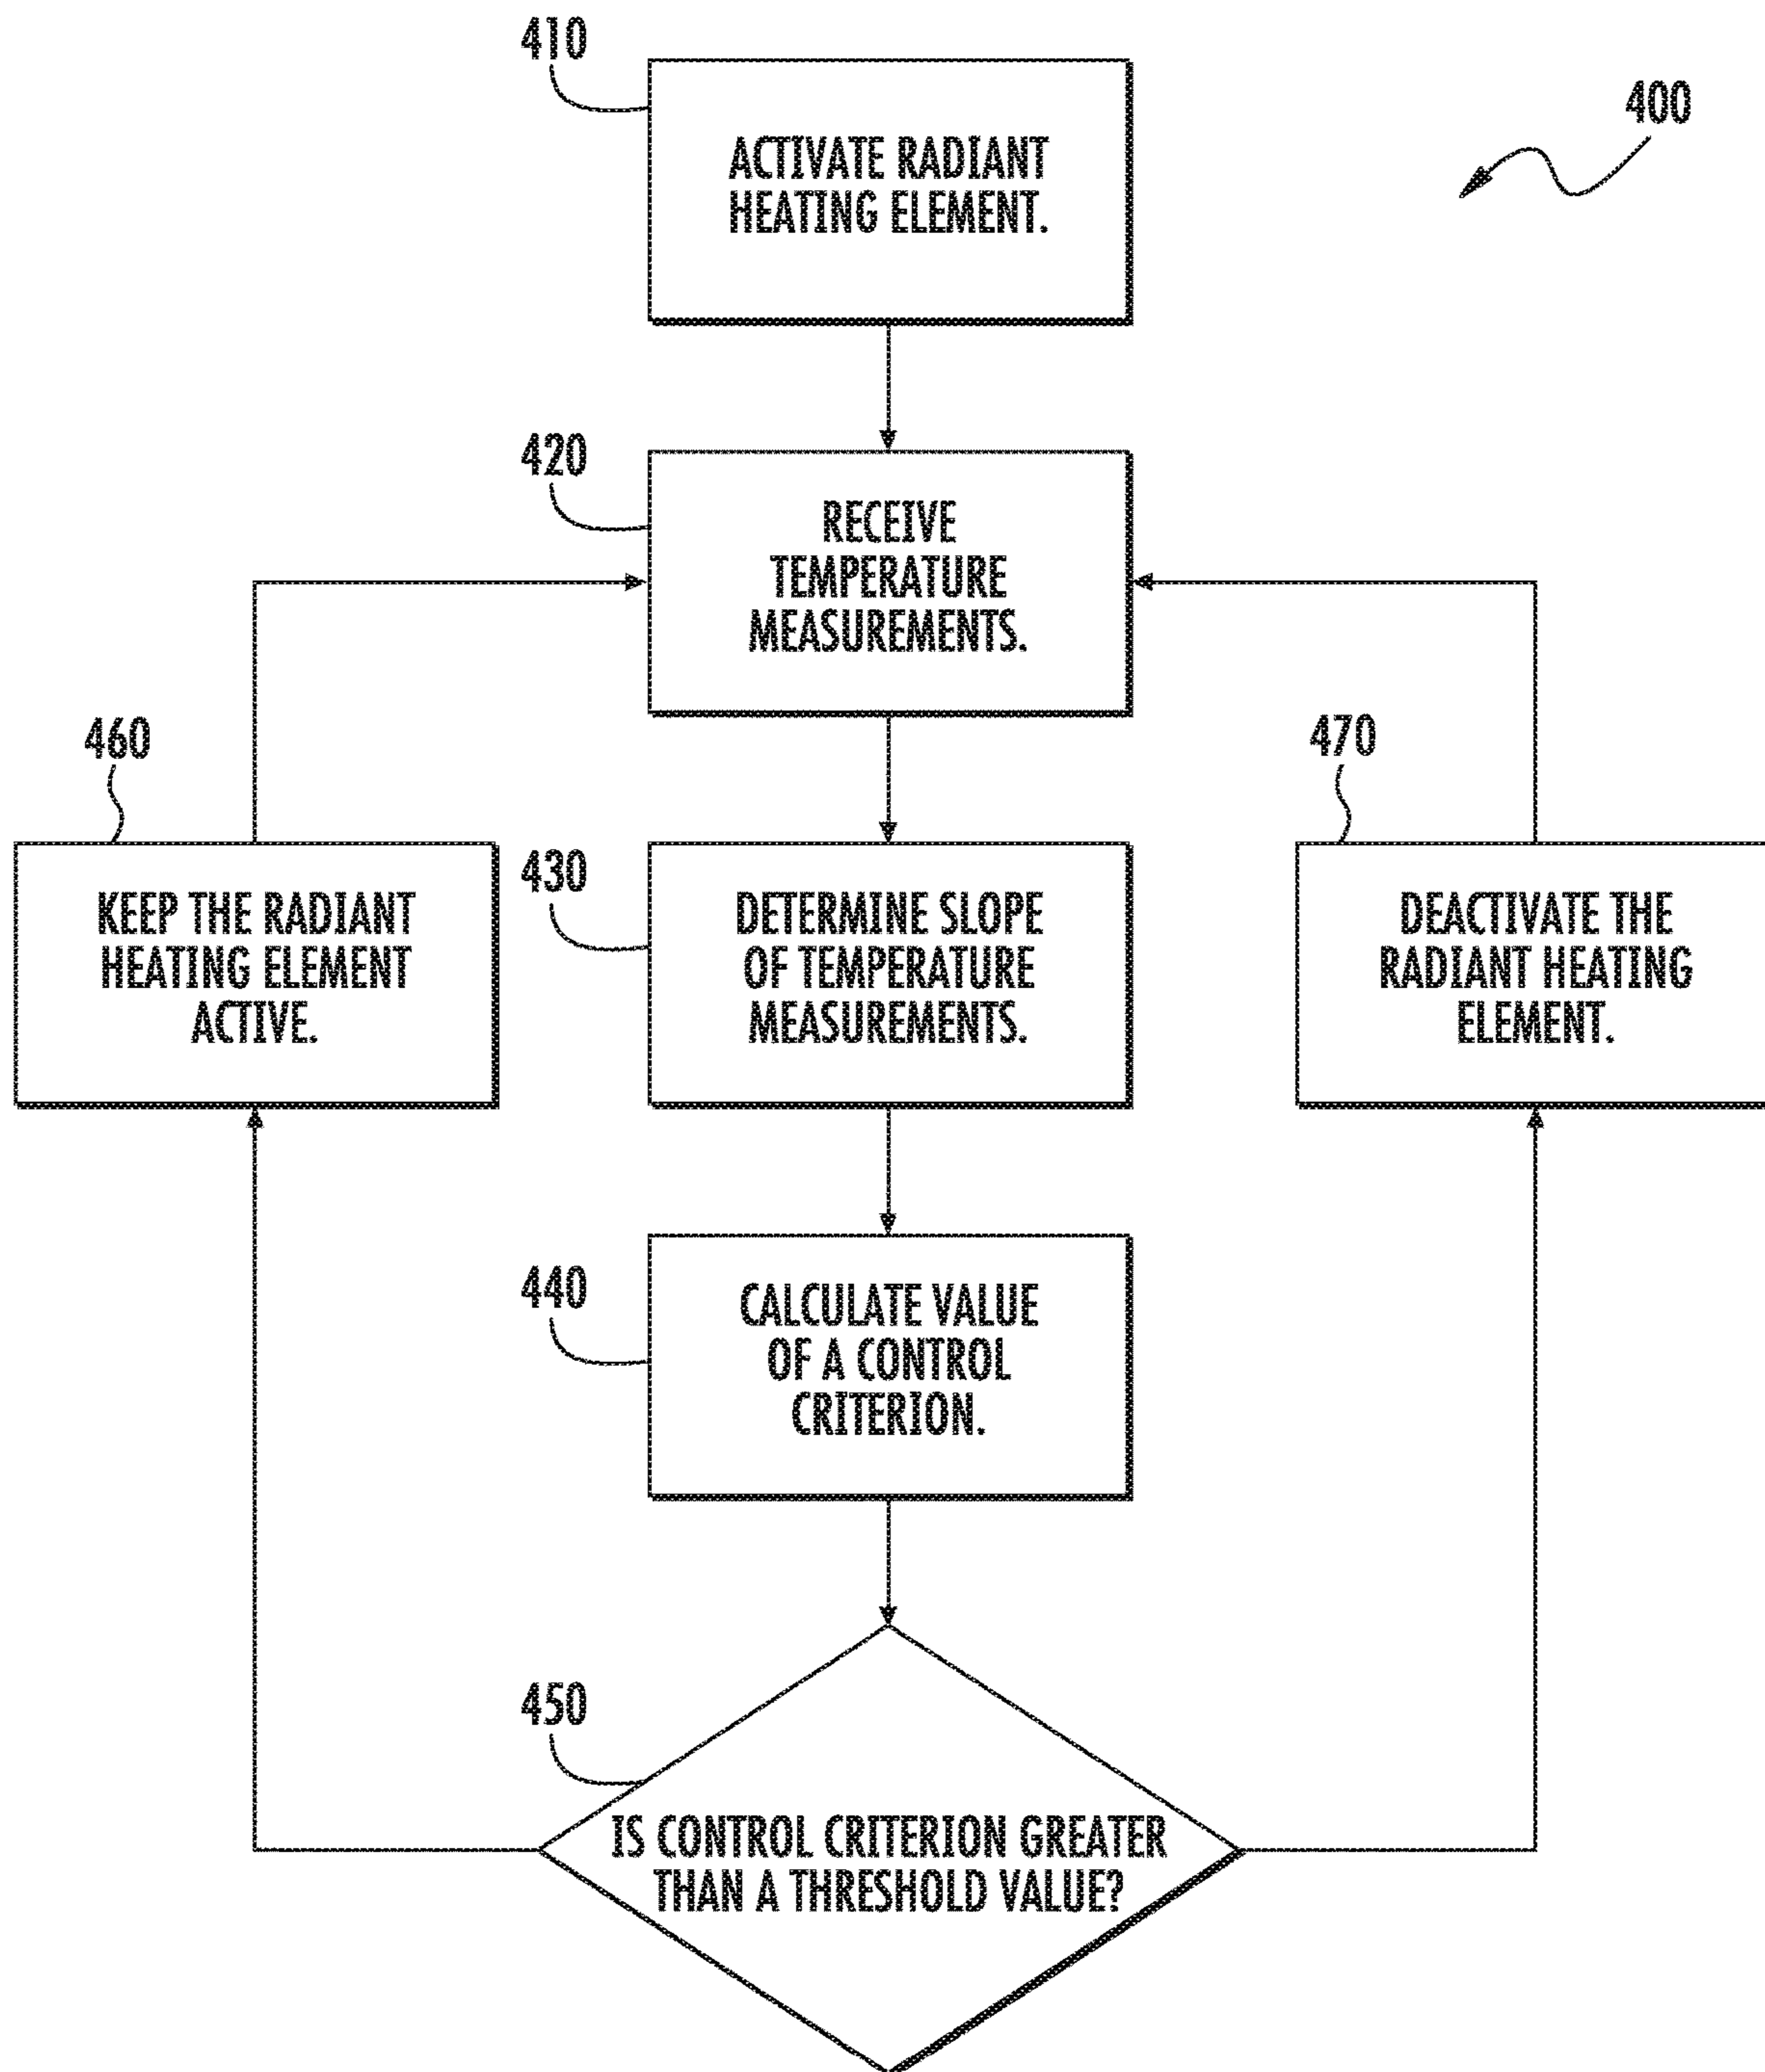 410
ACTIVATE RADIANT
HEATING ELEMENT.
400
420
RECEIVE
TEMPERATURE
MEASUREMENTS.
460
KEEP THE RADIANT
HEATING ELEMENT
ACTIVE.
430
DETERMINE SLOPE
OF TEMPERATURE
MEASUREMENTS.
470
DEACTIVATE THE
RADIANT HEATING
ELEMENT.
440
CALCULATE VALUE
OF A CONTROL
CRITERION.
450
IS CONTROL CRITERION GREATER
THAN A THRESHOLD VALUE?